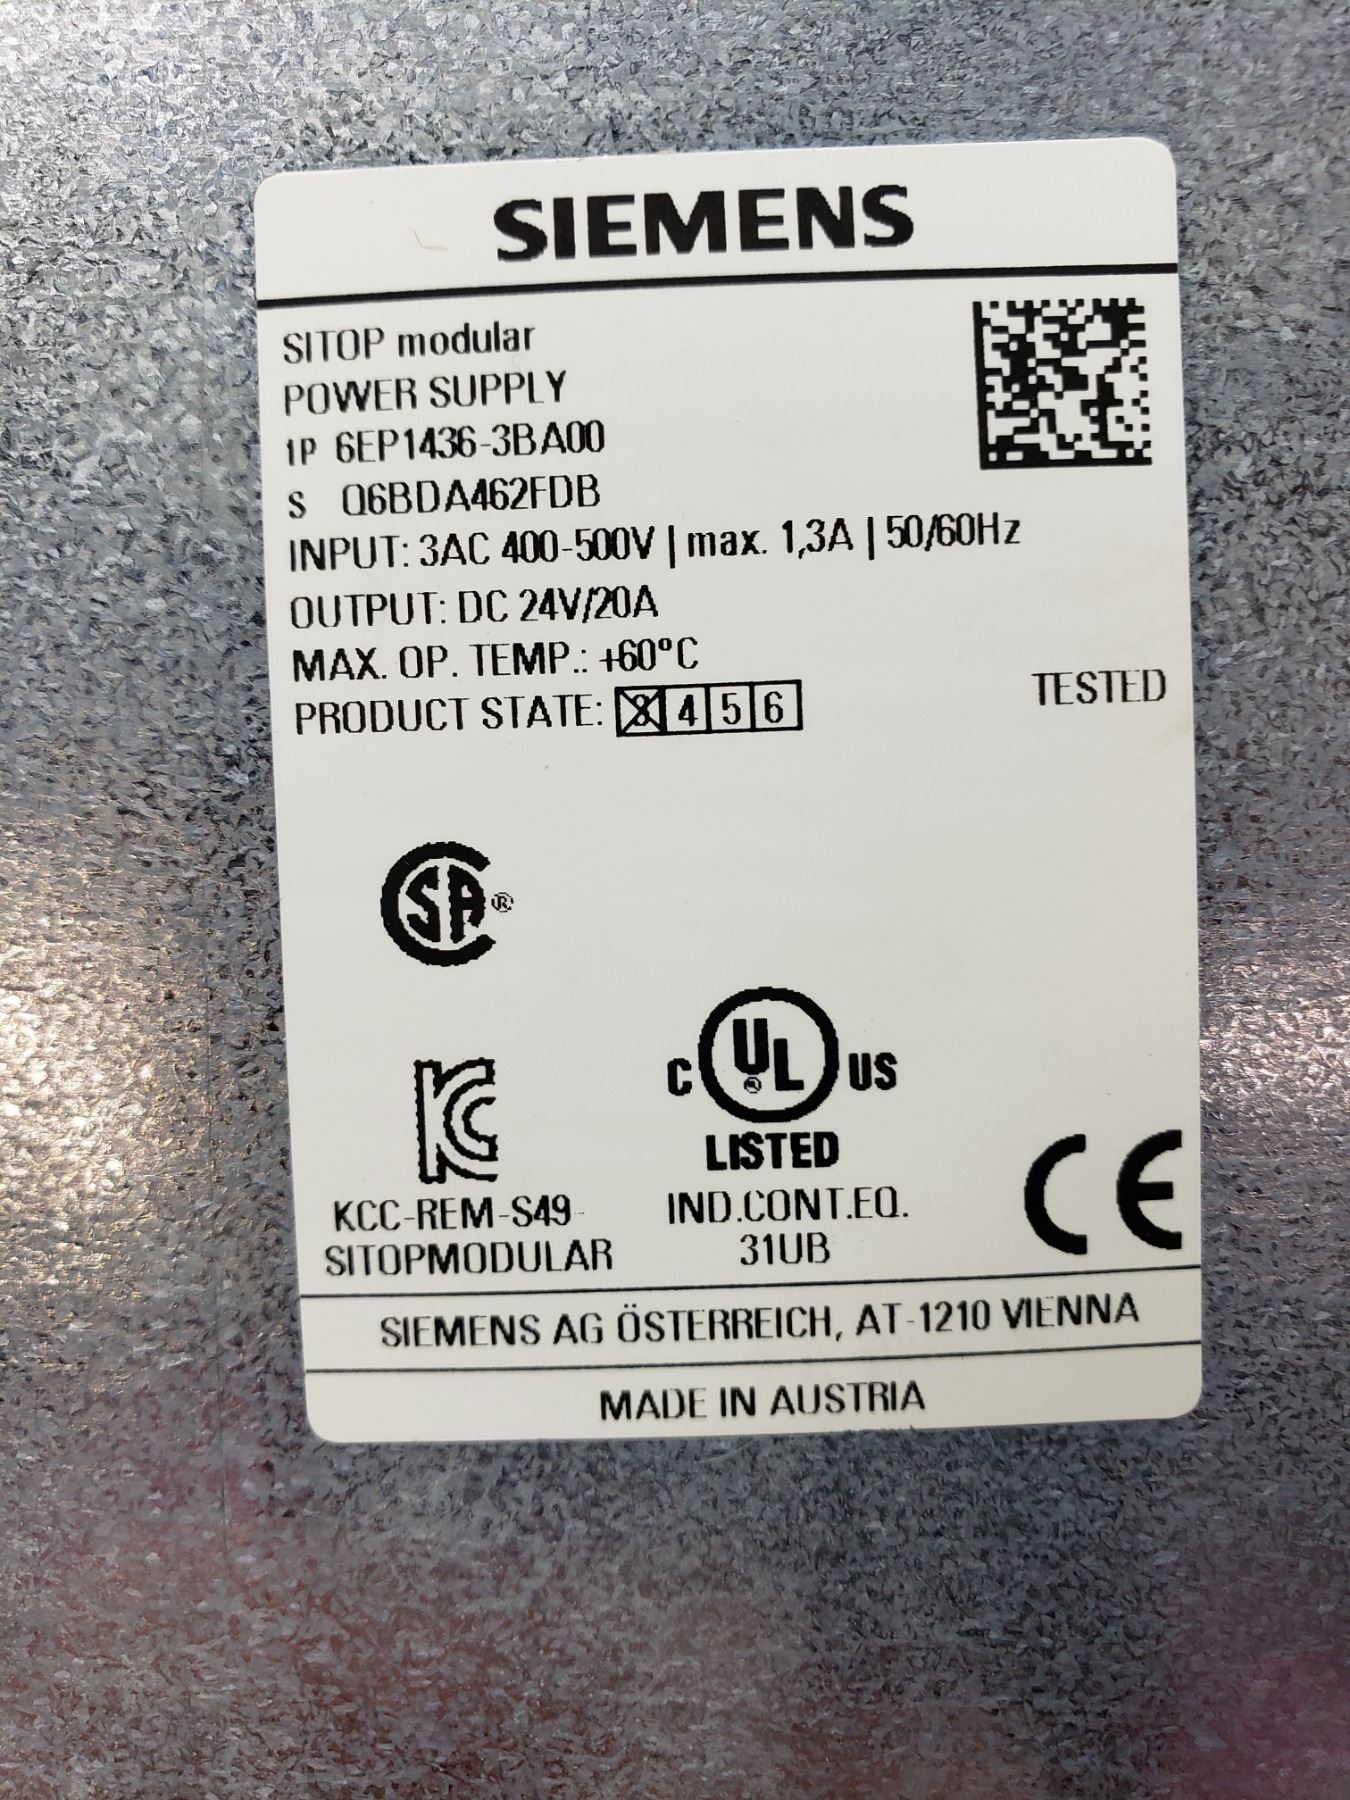 SIEMENS
SITOP modular
POWER SUPPLY
1P 6EP1436-3BA00
S Q6BDA462FDB
INPUT: 3AC 400-500V | max. 1,3A | 50/60Hz
OUTPUT: DC 24V/20A
MAX. OP. TEMP.: +60°C
PRODUCT STATE: 3 4 5 6
TESTED
SA®
C UL US
LISTED
KCC-REM-S49-
SITOPMODULAR
IND.CONT.EQ.
31UB
CE
SIEMENS AG ÖSTERREICH, AT-1210 VIENNA
MADE IN AUSTRIA